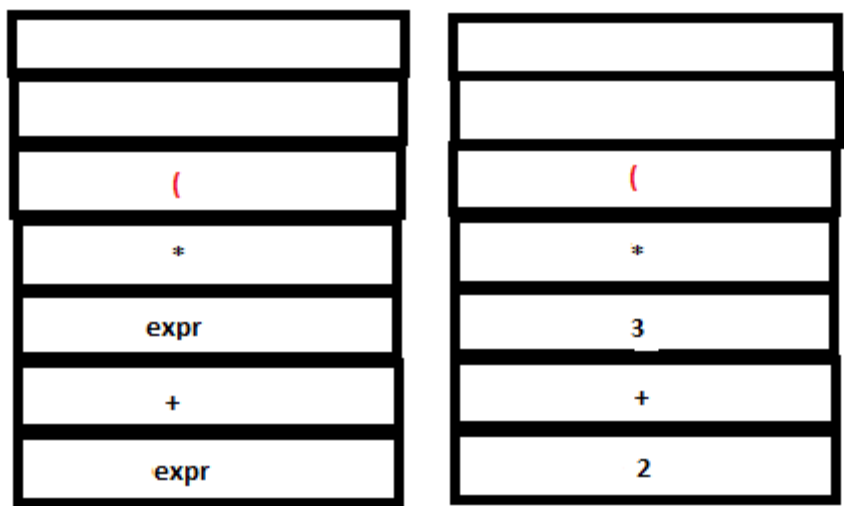 ( (
* *
expr 3
+ +
expr 2